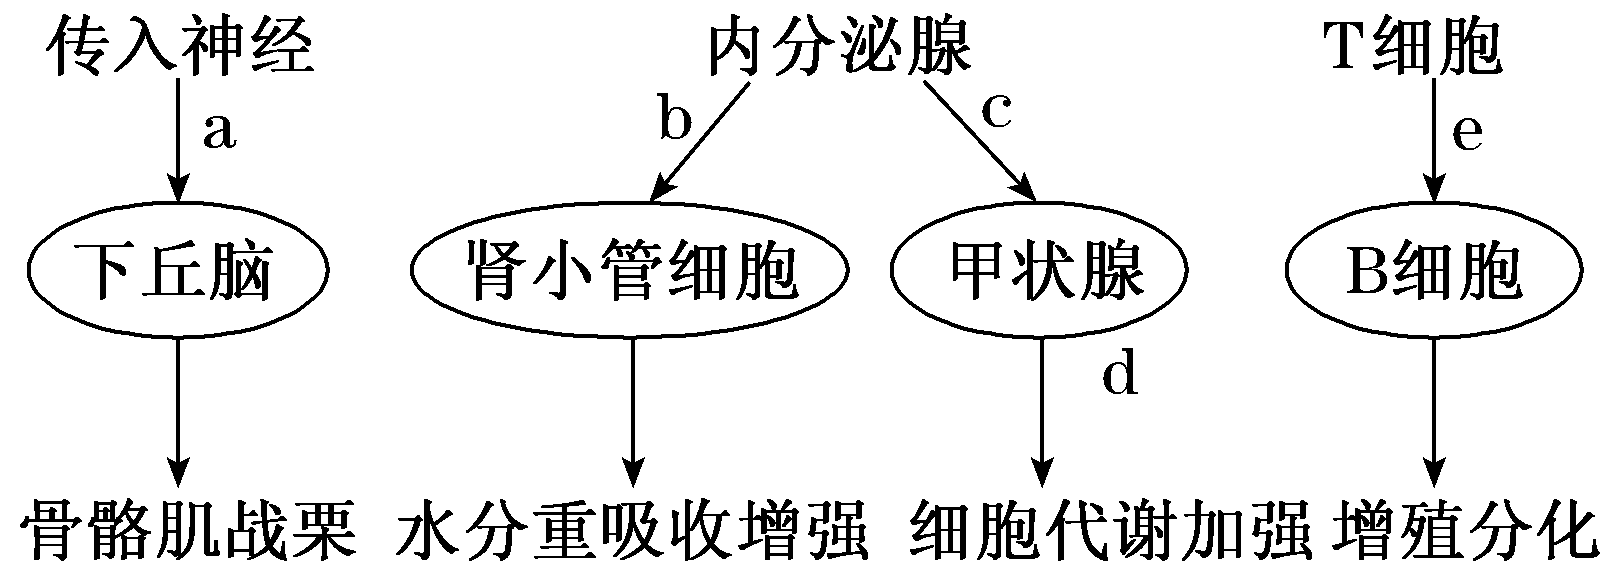 传入神经 内分泌腺 T细胞
a b c e
下丘脑 肾小管细胞 甲状腺 B细胞
d
骨骼肌战栗 水分重吸收增强 细胞代谢加强 增殖分化